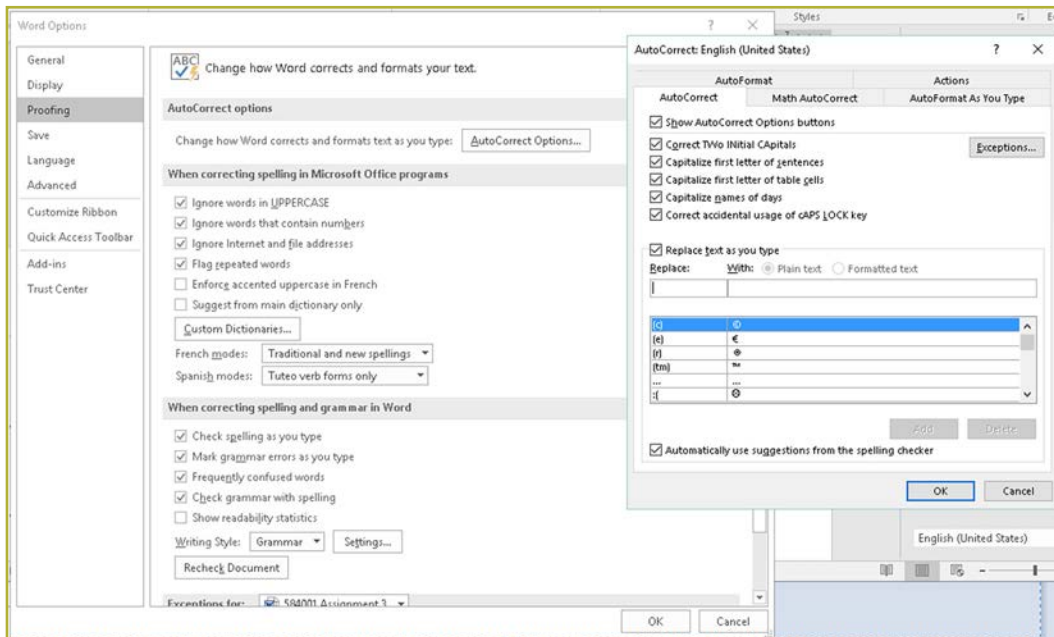 Word Options ? ×
General
Display
Proofing
Save
Language
Advanced
Customize Ribbon
Quick Access Toolbar
Add-ins
Trust Center
ABC
Change how Word corrects and formats your text.
AutoCorrect options
Change how Word corrects and formats text as you type: AutoCorrect Options...
When correcting spelling in Microsoft Office programs
Ignore words in UPPERCASE
Ignore words that contain numbers
Ignore Internet and file addresses
Flag repeated words
Enforce accented uppercase in French
Suggest from main dictionary only
Custom Dictionaries...
French modes: Traditional and new spellings
Spanish modes: Tuteo verb forms only
When correcting spelling and grammar in Word
Check spelling as you type
Mark grammar errors as you type
Frequently confused words
Check grammar with spelling
Show readability statistics
Writing Style: Grammar Settings...
Recheck Document
Exceptions for: 584001 Assignment 3
OK Cancel
Styles
AutoCorrect: English (United States) ? ×
AutoFormat Actions
AutoCorrect Math AutoCorrect AutoFormat As You Type
Show AutoCorrect Options buttons
Correct TWo INitial CApitals Exceptions...
Capitalize first letter of sentences
Capitalize first letter of table cells
Capitalize names of days
Correct accidental usage of cAPS LOCK key
Replace text as you type
Replace: With: Plain text Formatted text
(c) ©
(e) €
(r) ®
(tm) ™
... ...
:( ☹
Add Delete
Automatically use suggestions from the spelling checker
OK Cancel
English (United States)